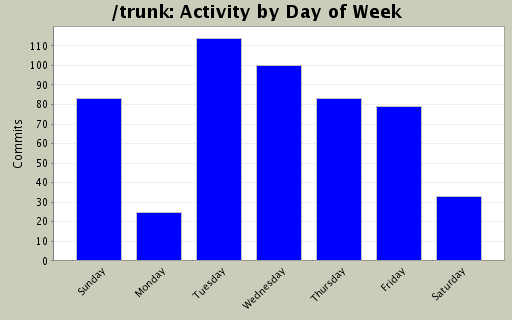 /trunk: Activity by Day of Week
Commits
110
100
90
80
70
60
50
40
30
20
10
0
Sunday
Monday
Tuesday
Wednesday
Thursday
Friday
Saturday